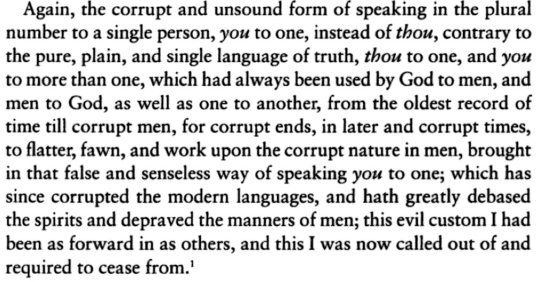 Again, the corrupt and unsound form of speaking in the plural
number to a single person, you to one, instead of thou, contrary to
the pure, plain, and single language of truth, thou to one, and you
to more than one, which had always been used by God to men, and
men to God, as well as one to another, from the oldest record of
time till corrupt men, for corrupt ends, in later and corrupt times,
to flatter, fawn, and work upon the corrupt nature in men, brought
in that false and senseless way of speaking you to one; which has
since corrupted the modern languages, and hath greatly debased
the spirits and depraved the manners of men; this evil custom I had
been as forward in as others, and this I was now called out of and
required to cease from.¹